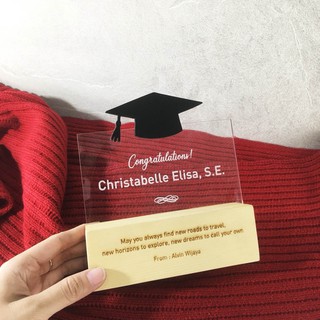 Congratulations!
Christabelle Elisa, S.E.
May you always find new roads to travel,
new horizons to explore, new dreams to call your own
From : Alvin Wijaya